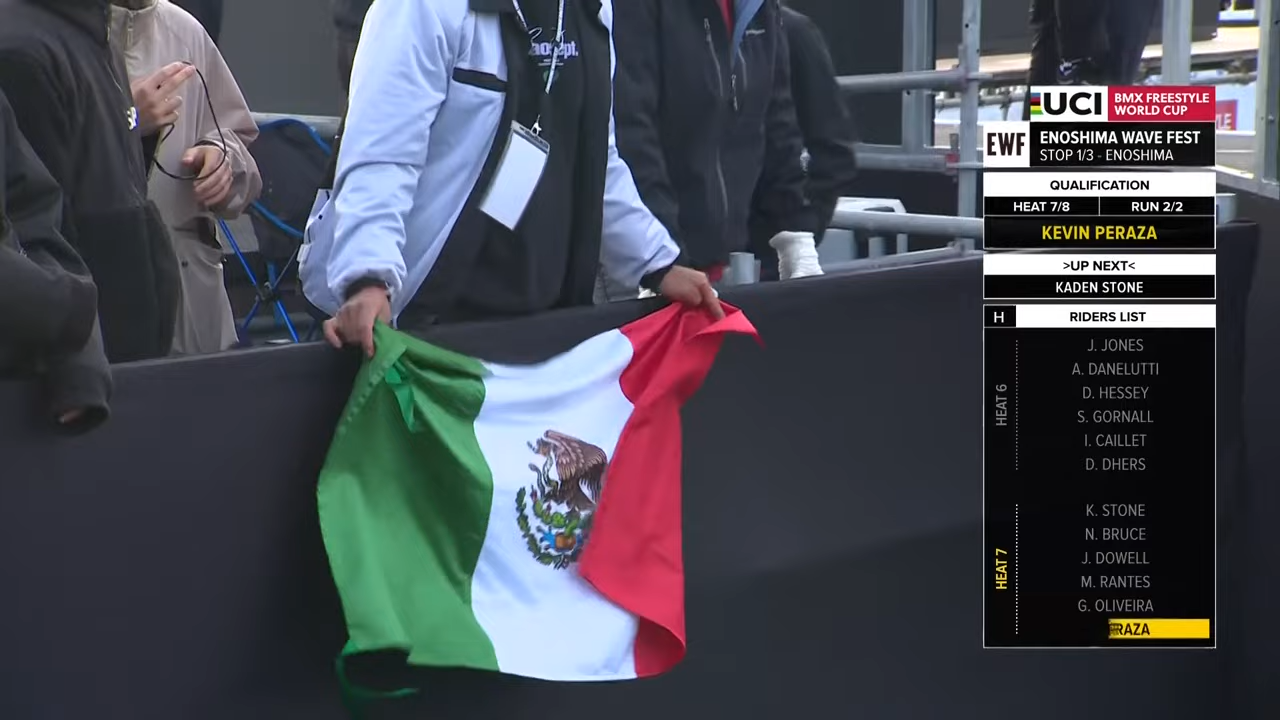 UCI
BMX FREESTYLE
WORLD CUP
EWF
ENOSHIMA WAVE FEST
STOP 1/3 - ENOSHIMA
QUALIFICATION
HEAT 7/8
RUN 2/2
KEVIN PERAZA
>UP NEXT<
KADEN STONE
H
RIDERS LIST
HEAT 6
J. JONES
A. DANELUTTI
D. HESSEY
S. GORNALL
I. CAILLET
D. DHERS
HEAT 7
K. STONE
N. BRUCE
J. DOWELL
M. RANTES
G. OLIVEIRA
RAZA